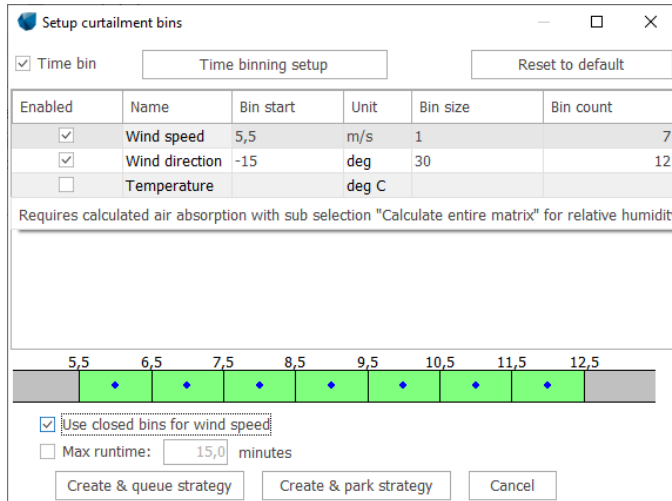 Setup curtailment bins
Time bin Time binning setup Reset to default
Enabled Name Bin start Unit Bin size Bin count
Wind speed 5,5 m/s 1 7
Wind direction -15 deg 30 12
Temperature deg C
Requires calculated air absorption with sub selection "Calculate entire matrix" for relative humidit
5,5 6,5 7,5 8,5 9,5 10,5 11,5 12,5
Use closed bins for wind speed
Max runtime: 15,0 minutes
Create & queue strategy Create & park strategy Cancel